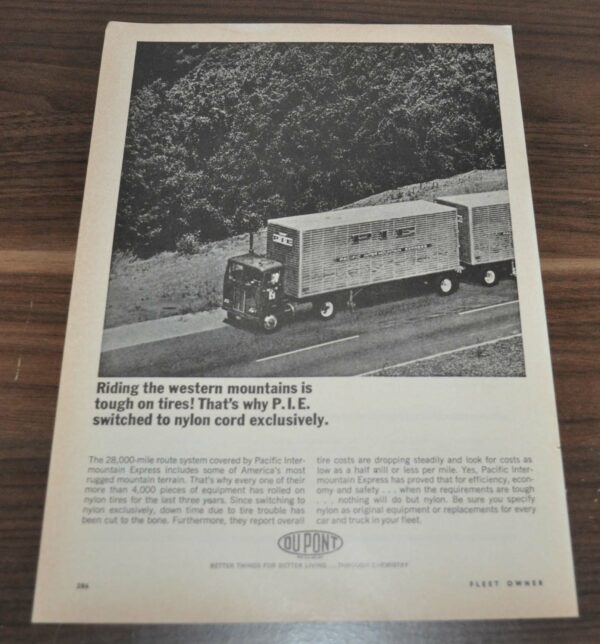 PIE
PIE
Riding the western mountains is
tough on tires! That's why P.I.E.
switched to nylon cord exclusively.
The 28,000-mile route system covered by Pacific Inter-
mountain Express includes some of America's most
rugged mountain terrain. That's why every one of their
more than 4,000 pieces of equipment has rolled on
nylon tires for the last three years. Since switching to
nylon exclusively, down time due to tire trouble has
been cut to the bone. Furthermore, they report overall
tire costs are dropping steadily and look for costs as
low as a half mill or less per mile. Yes, Pacific Inter-
mountain Express has proved that for efficiency, econ-
omy and safety . . . when the requirements are tough
. . . . nothing will do but nylon. Be sure you specify
nylon as original equipment or replacements for every
car and truck in your fleet.
DU PONT
BETTER THINGS FOR BETTER LIVING . . . THROUGH CHEMISTRY
286
FLEET OWNER